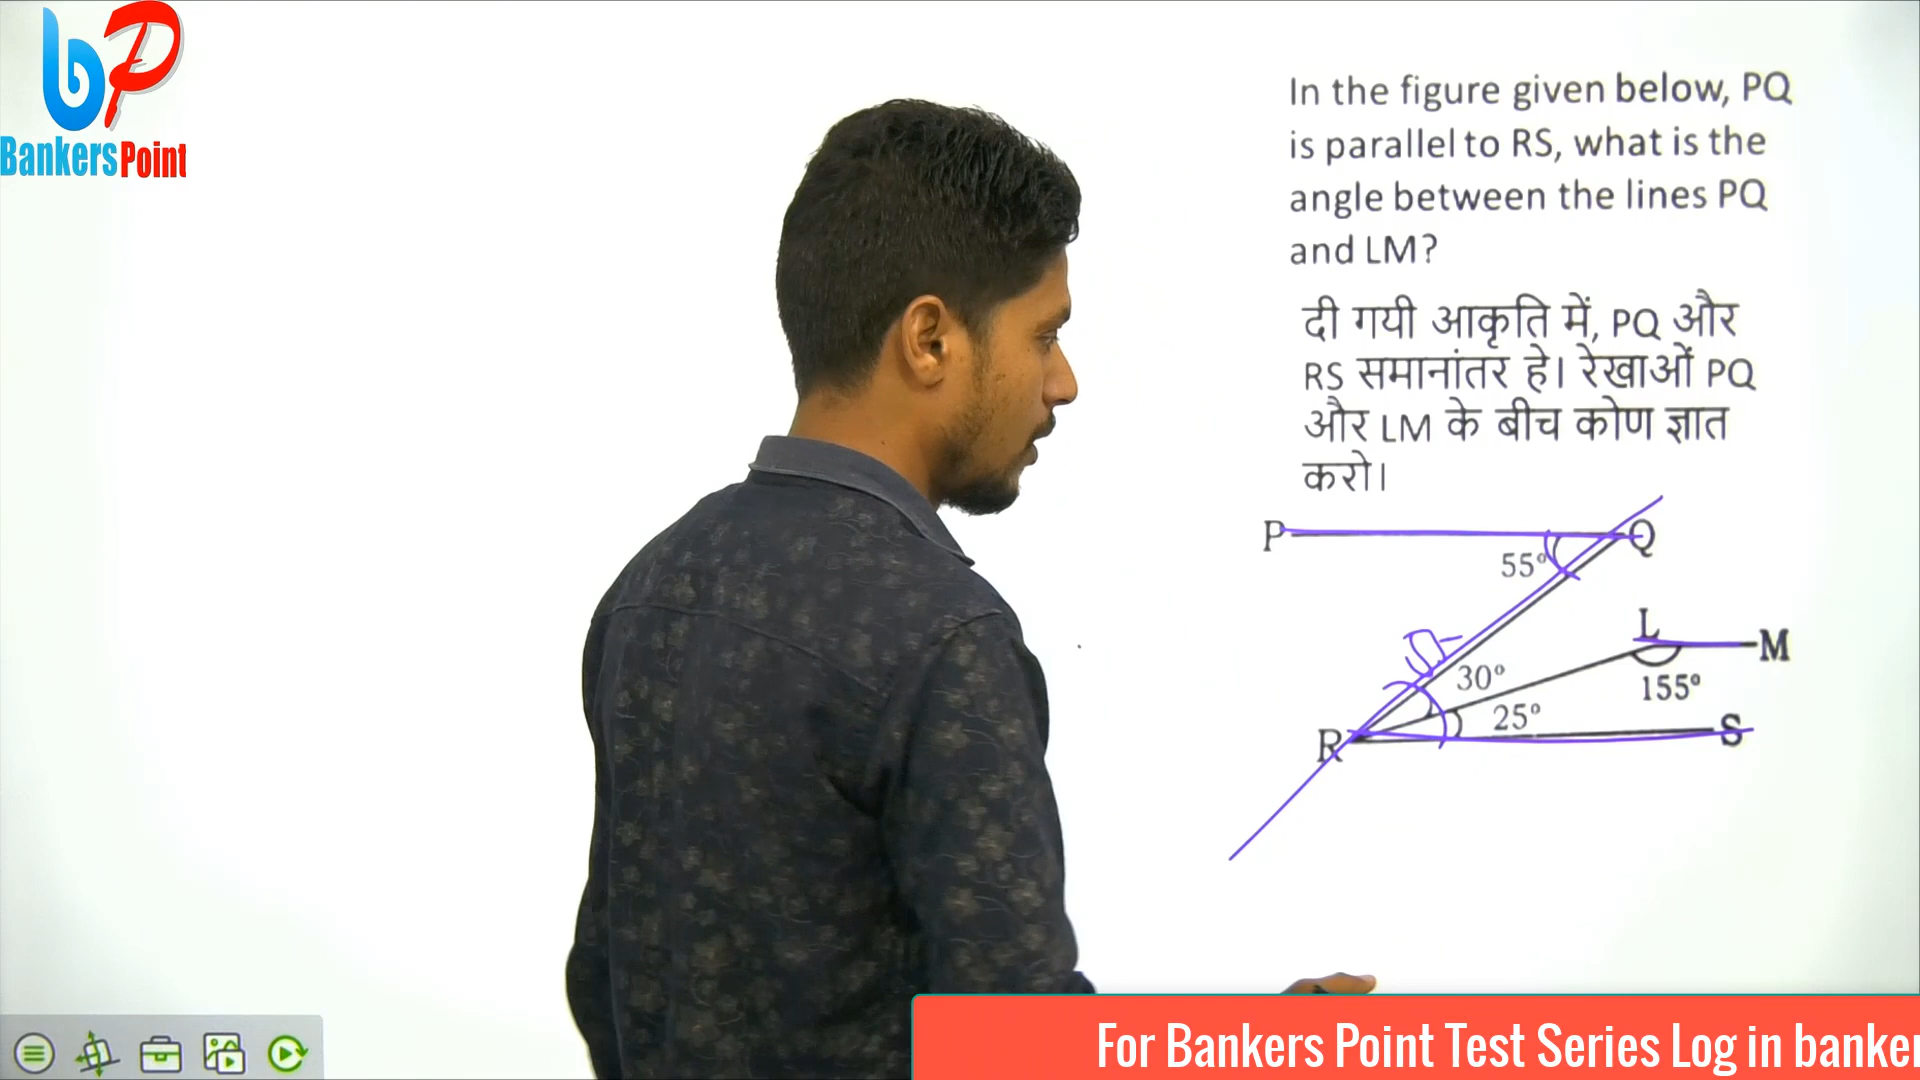 BankersPoint
In the figure given below, PQ
is parallel to RS, what is the
angle between the lines PQ
and LM?
दी गयी आकृति में, PQ और
RS समानांतर हे। रेखाओं PQ
और LM के बीच कोण ज्ञात
करो।
P
Q
55°
L
M
30°
155°
25°
R
S
For Bankers Point Test Series Log in banker